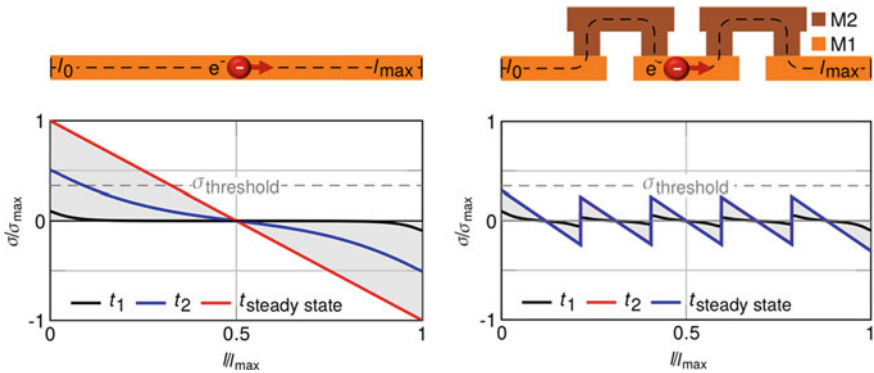 M2
M1
l0 e- - lmax
l0 e- - lmax
1
σthreshold
0
-1
σ/σmax
t1 t2 tsteady state
0 0.5 1
l/lmax
1
σthreshold
0
-1
σ/σmax
t1 t2 tsteady state
0 0.5 1
l/lmax